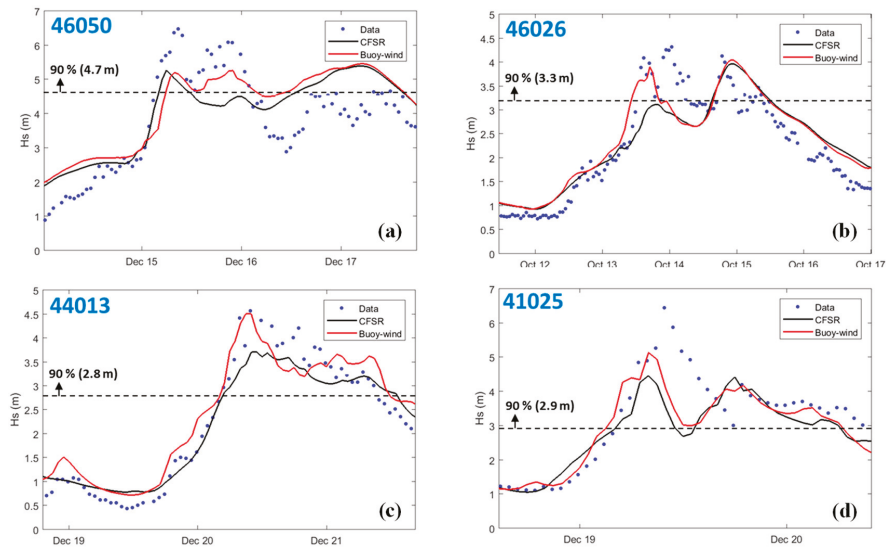 46050
7
6
5
4
3
2
1
0
Hs (m)
90 % (4.7 m)
Data
CFSR
Buoy-wind
(a)
Dec 15
Dec 16
Dec 17
46026
5
4.5
4
3.5
3
2.5
2
1.5
1
0.5
Hs (m)
90 % (3.3 m)
Data
CFSR
Buoy-wind
(b)
Oct 12
Oct 13
Oct 14
Oct 15
Oct 16
Oct 17
44013
5
4.5
4
3.5
3
2.5
2
1.5
1
0.5
0
Hs (m)
90 % (2.8 m)
Data
CFSR
Buoy-wind
(c)
Dec 19
Dec 20
Dec 21
41025
7
6
5
4
3
2
1
0
Hs (m)
90 % (2.9 m)
Data
CFSR
Buoy-wind
(d)
Dec 19
Dec 20